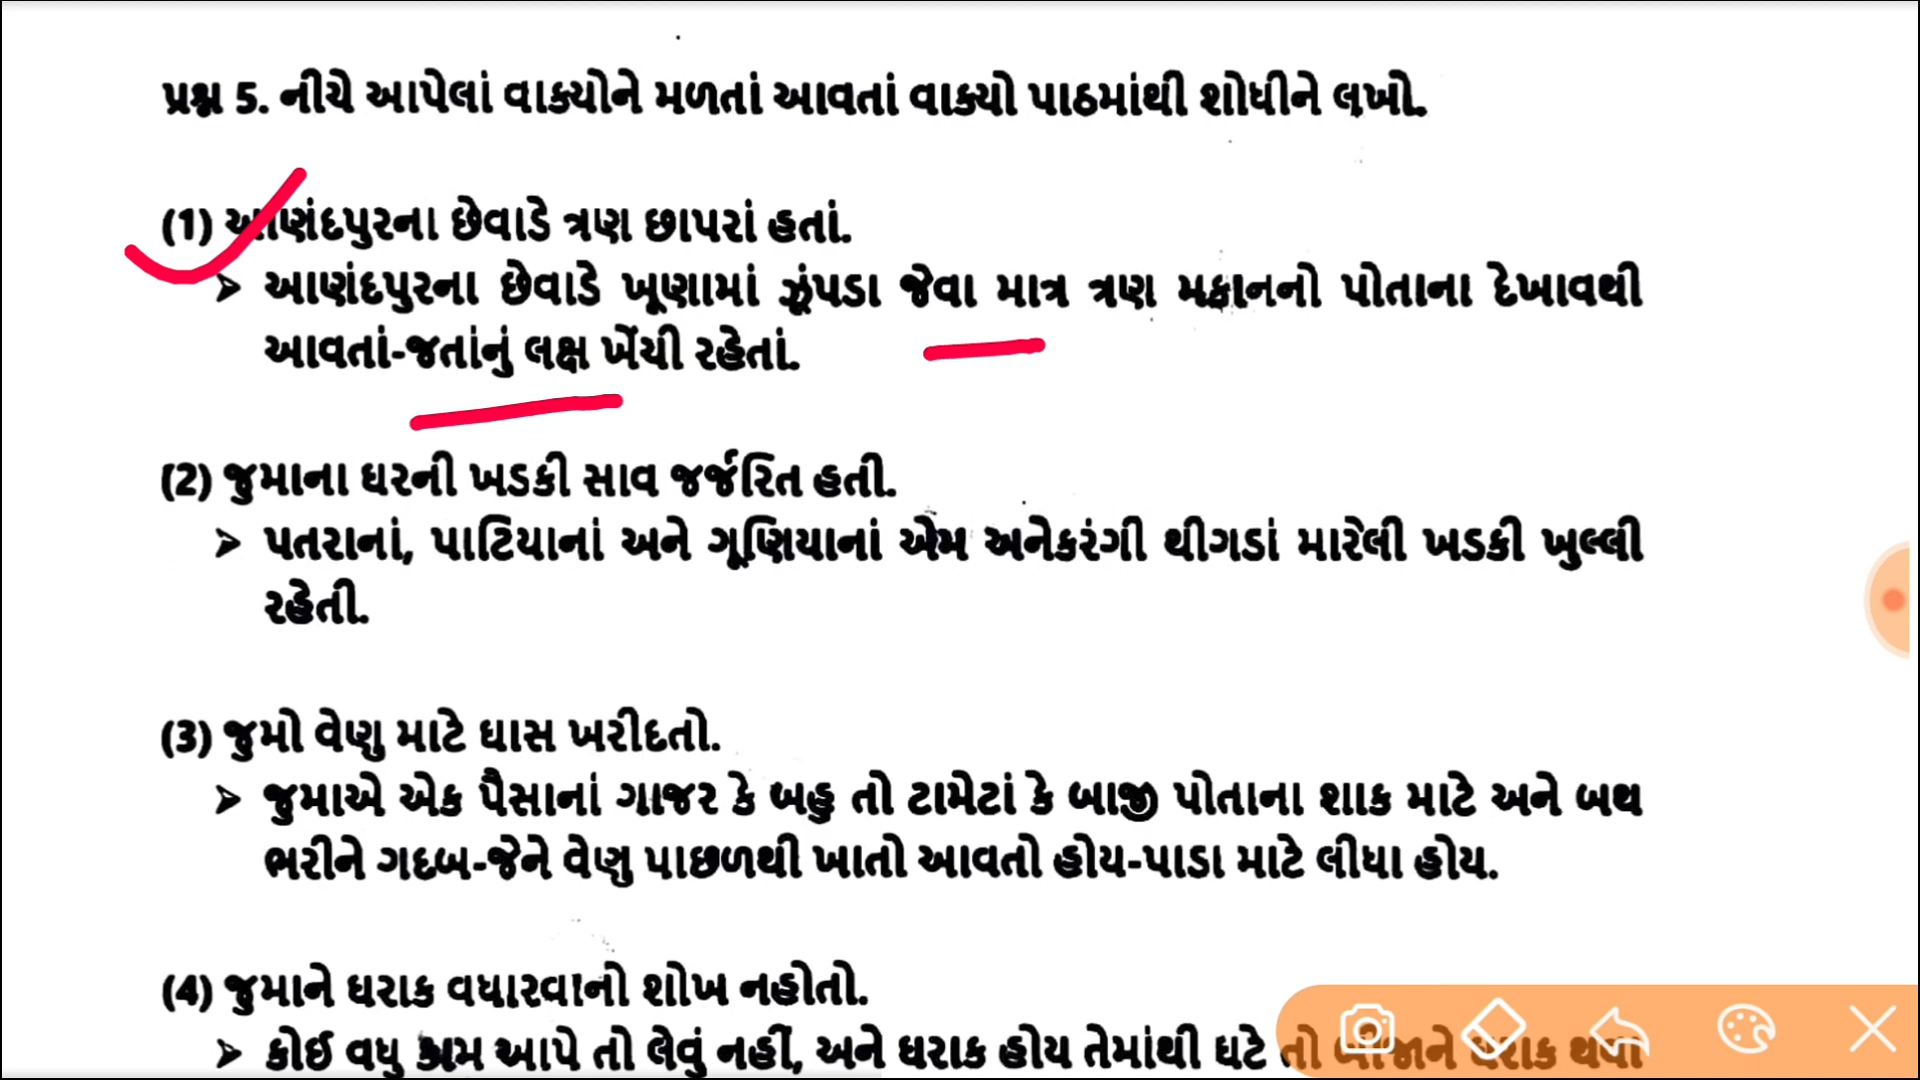 પ્રશ્ન 5. નીચે આપેલાં વાક્યોને મળતાં આવતાં વાક્યો પાઠમાંથી શોધીને લખો.
(1) આણંદપુરના છેવાડે ત્રણ છાપરાં હતાં.
➢ આણંદપુરના છેવાડે ખૂણામાં ઝૂંપડા જેવા માત્ર ત્રણ મકાનનો પોતાના દેખાવથી
આવતાં-જતાંનું લક્ષ ખેંચી રહેતાં.
(2) જુમાના ઘરની ખડકી સાવ જર્જરિત હતી.
➢ પતરાનાં, પાટિયાનાં અને ગૂણિયાનાં એમ અનેકરંગી થીગડાં મારેલી ખડકી ખુલ્લી
રહેતી.
(3) જુમો વેણુ માટે ઘાસ ખરીદતો.
➢ જુમાએ એક પૈસાનાં ગાજર કે બહુ તો ટામેટાં કે બાજી પોતાના શાક માટે અને બથ
ભરીને ગદબ-જેને વેણુ પાછળથી ખાતો આવતો હોય-પાડા માટે લીધા હોય.
(4) જુમાને ઘરાક વધારવાનો શોખ નહોતો.
➢ કોઈ વધુ કામ આપે તો લેવું નહીં, અને ઘરાક હોય તેમાંથી ઘટે તો બીજાને ઘરાક થવા